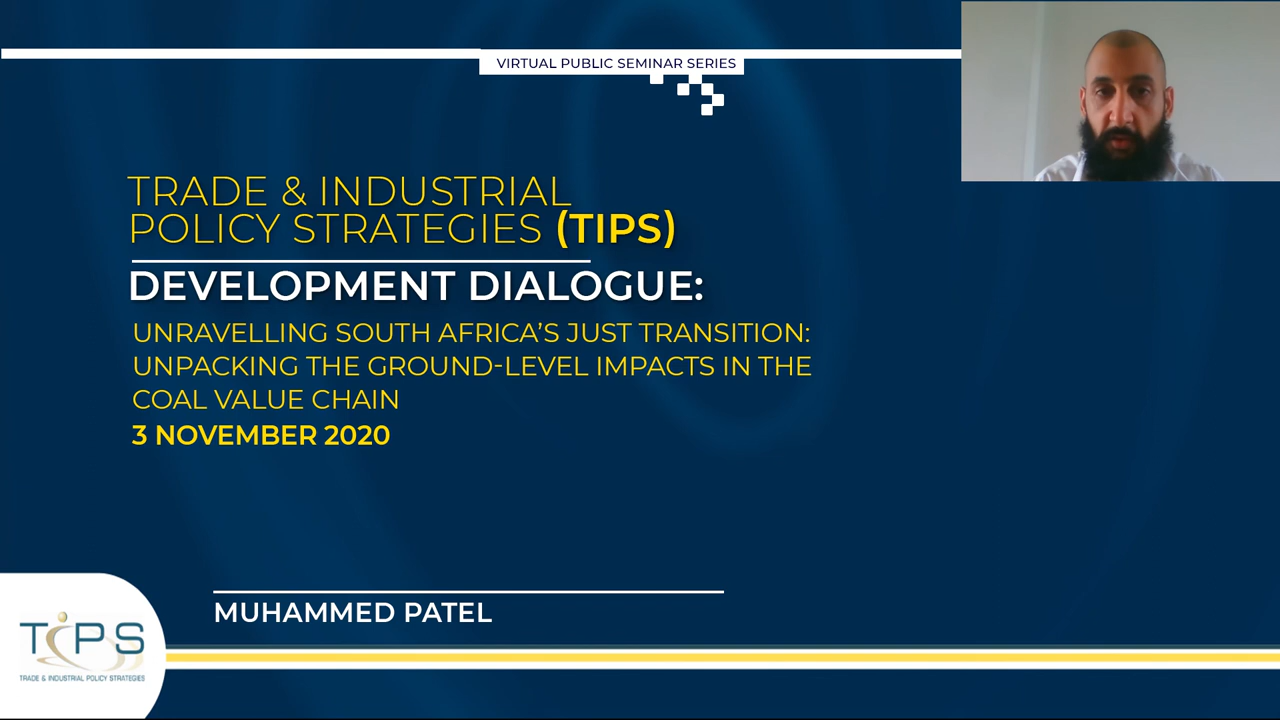 VIRTUAL PUBLIC SEMINAR SERIES
TRADE & INDUSTRIAL
POLICY STRATEGIES (TIPS)
DEVELOPMENT DIALOGUE:
UNRAVELLING SOUTH AFRICA'S JUST TRANSITION:
UNPACKING THE GROUND-LEVEL IMPACTS IN THE
COAL VALUE CHAIN
3 NOVEMBER 2020
MUHAMMED PATEL
TiPS
TRADE & INDUSTRIAL POLICY STRATEGIES